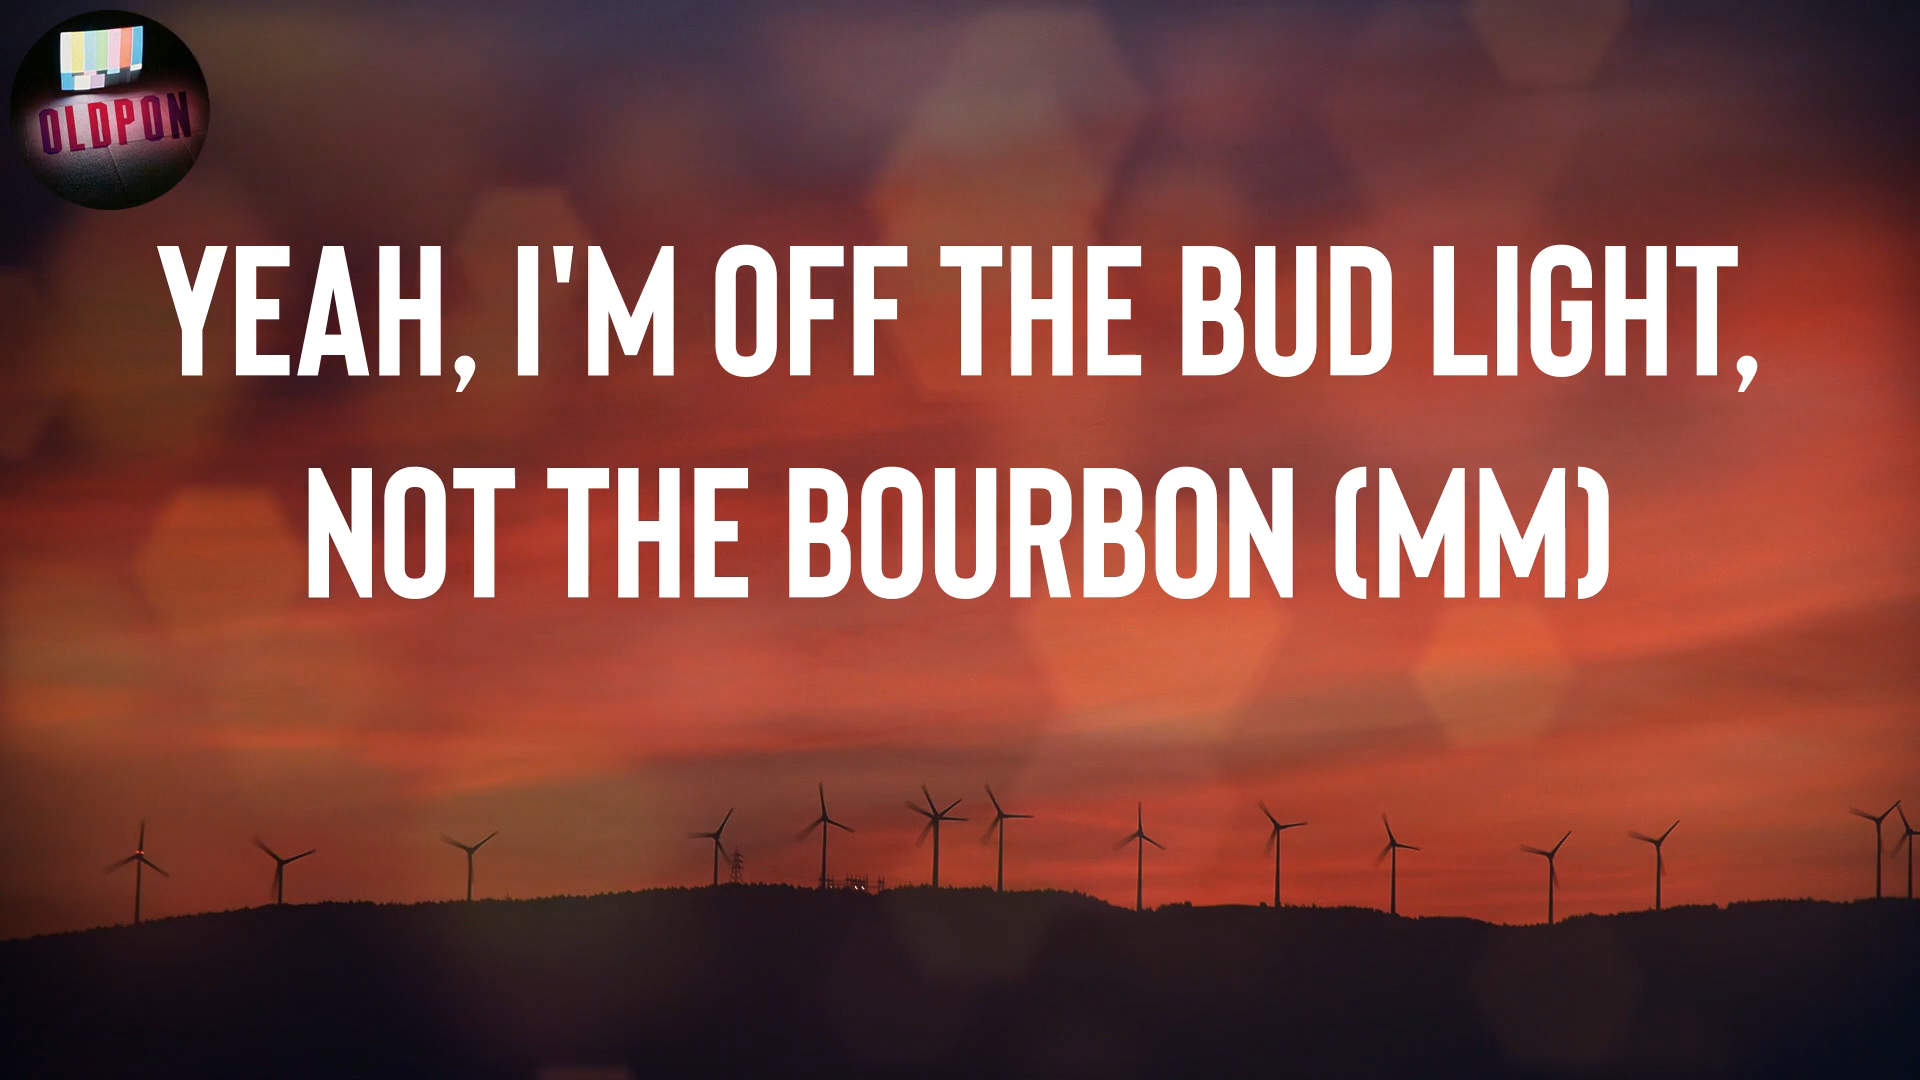 OLDPON
YEAH, I'M OFF THE BUD LIGHT,
NOT THE BOURBON (MM)